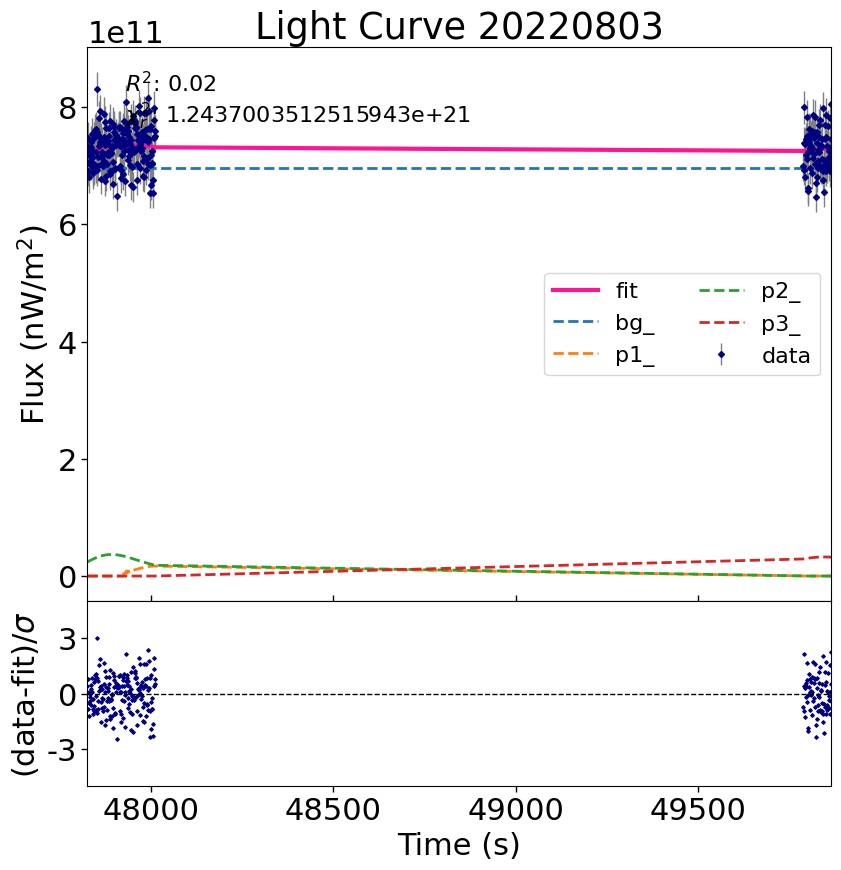 Light Curve 20220803
1e11
R²: 0.02
1.2437003512515943e+21
8
6
4
2
0
Flux (nW/m²)
fit
bg_
p1_
p2_
p3_
data
3
0
-3
(data-fit)/σ
48000 48500 49000 49500
Time (s)